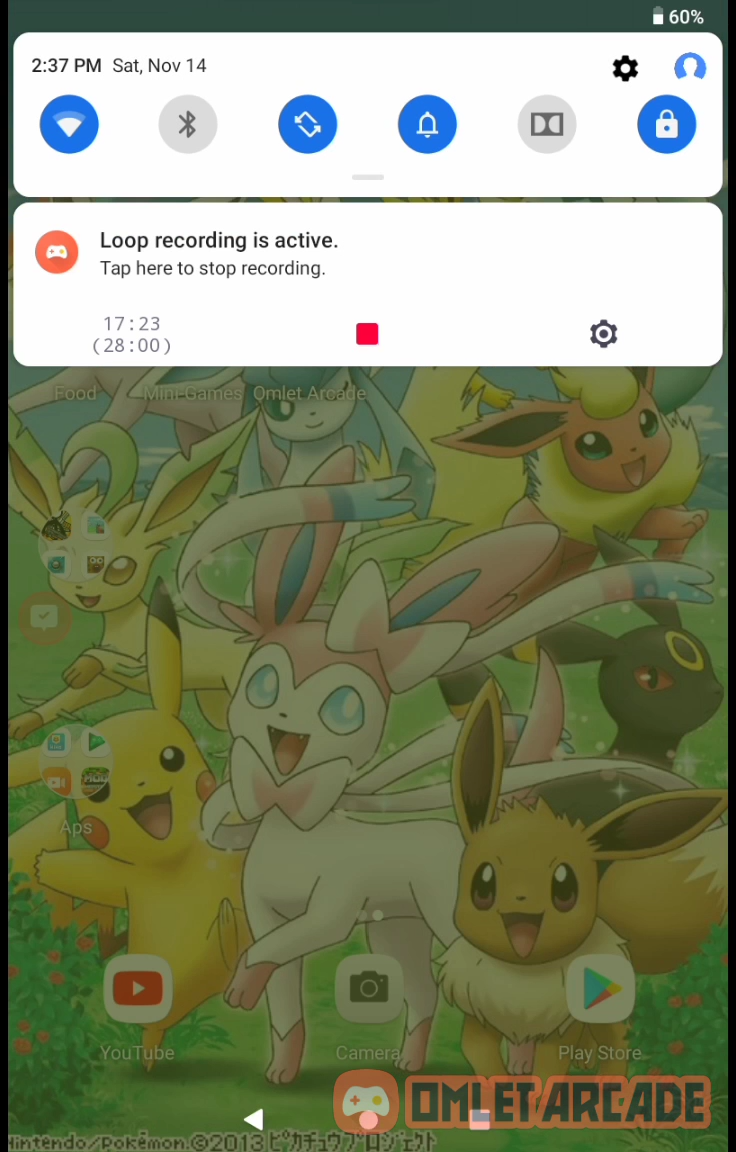 60%
2:37 PM Sat, Nov 14
Loop recording is active.
Tap here to stop recording.
17:23
(28:00)
Food Mini Games Omlet Arcade
Aps
YouTube Camera Play Store
OMLET ARCADE
Nintendo/Pokémon.©2013 ピカチュウプロジェクト